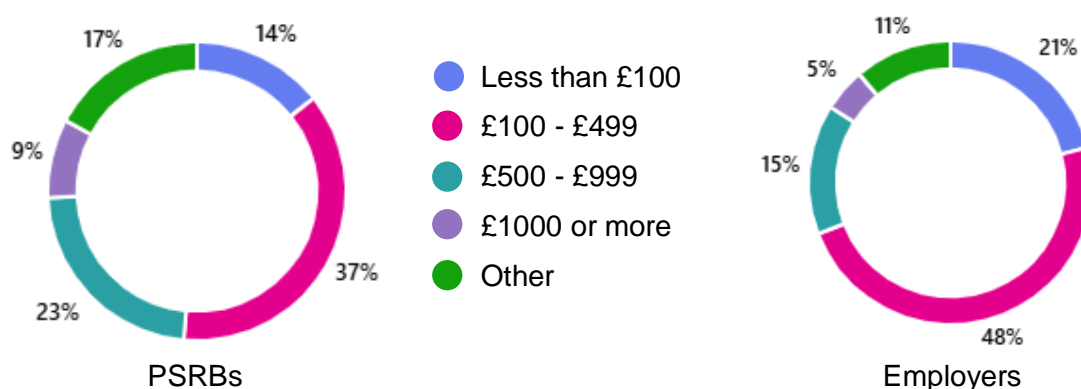 17%
14%
9%
37%
23%
PSRBs
Less than £100
£100 - £499
£500 - £999
£1000 or more
Other
11%
21%
5%
15%
48%
Employers